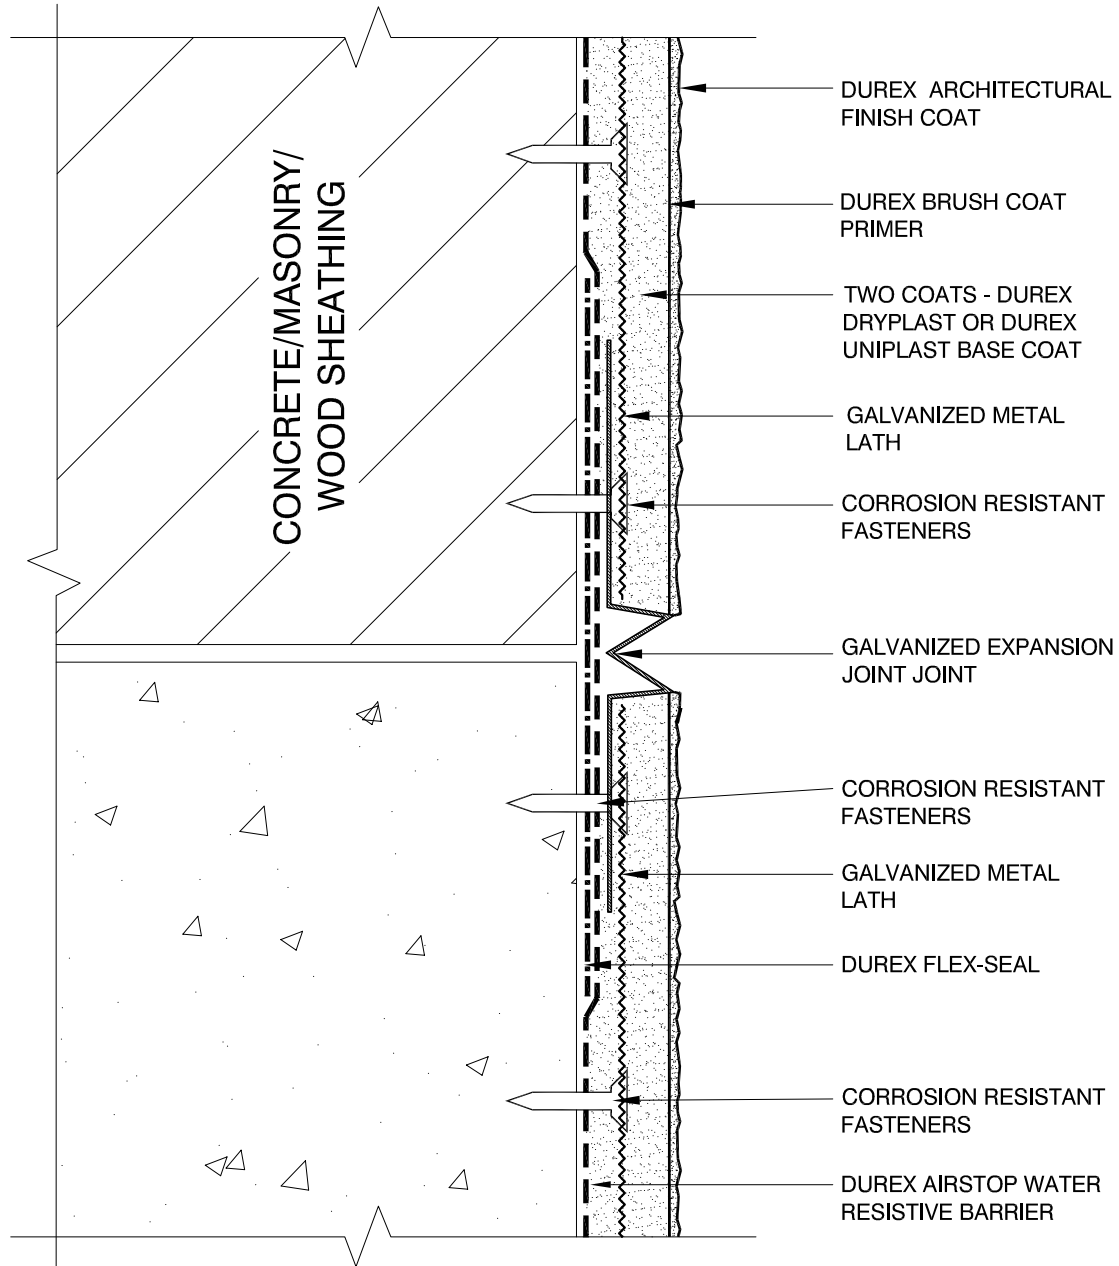 CONCRETE/MASONRY/
WOOD SHEATHING
DUREX ARCHITECTURAL
FINISH COAT
DUREX BRUSH COAT
PRIMER
TWO COATS - DUREX
DRYPLAST OR DUREX
UNIPLAST BASE COAT
GALVANIZED METAL
LATH
CORROSION RESISTANT
FASTENERS
GALVANIZED EXPANSION
JOINT JOINT
CORROSION RESISTANT
FASTENERS
GALVANIZED METAL
LATH
DUREX FLEX-SEAL
CORROSION RESISTANT
FASTENERS
DUREX AIRSTOP WATER
RESISTIVE BARRIER